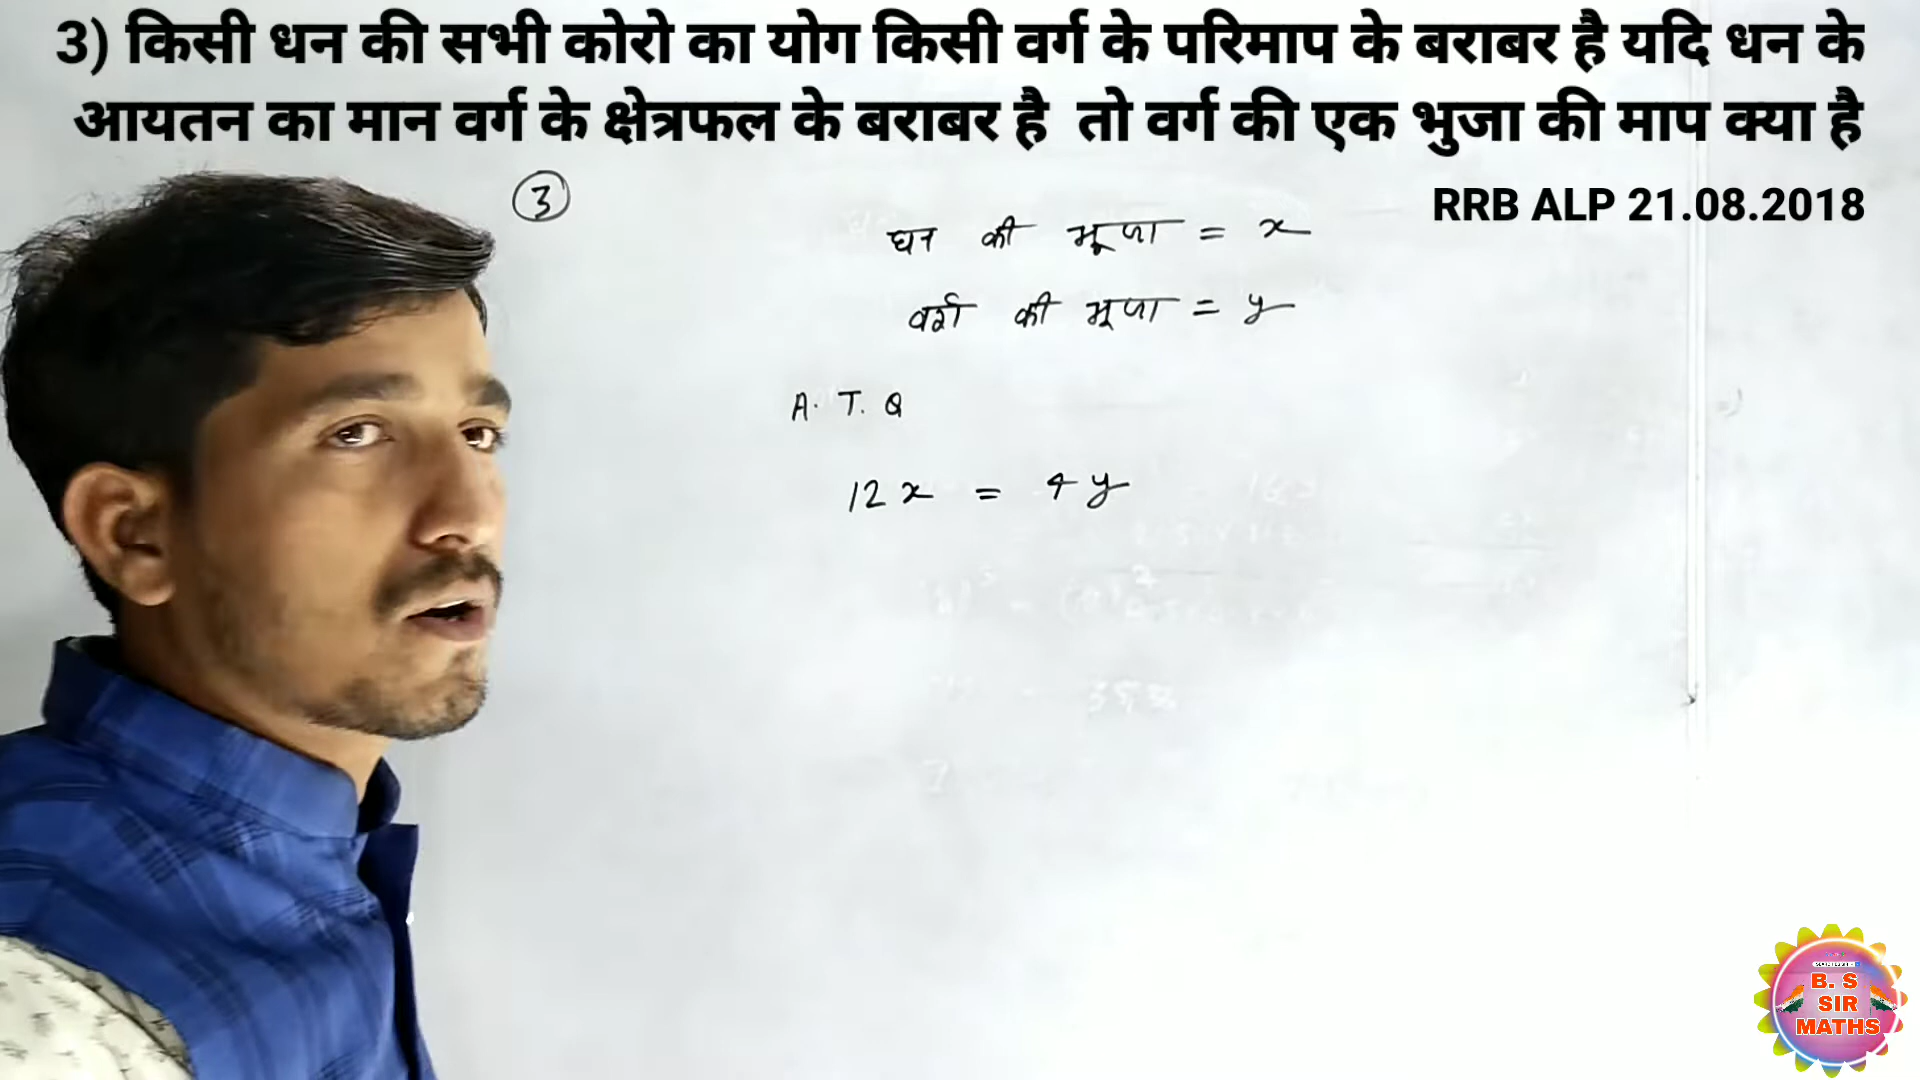 3) किसी धन की सभी कोरो का योग किसी वर्ग के परिमाप के बराबर है यदि धन के
आयतन का मान वर्ग के क्षेत्रफल के बराबर है तो वर्ग की एक भुजा की माप क्या है
RRB ALP 21.08.2018
3
घन की भूजा = x
वर्ग की भूजा = y
A. T. Q
12x = 4y
B. S
SIR
MATHS